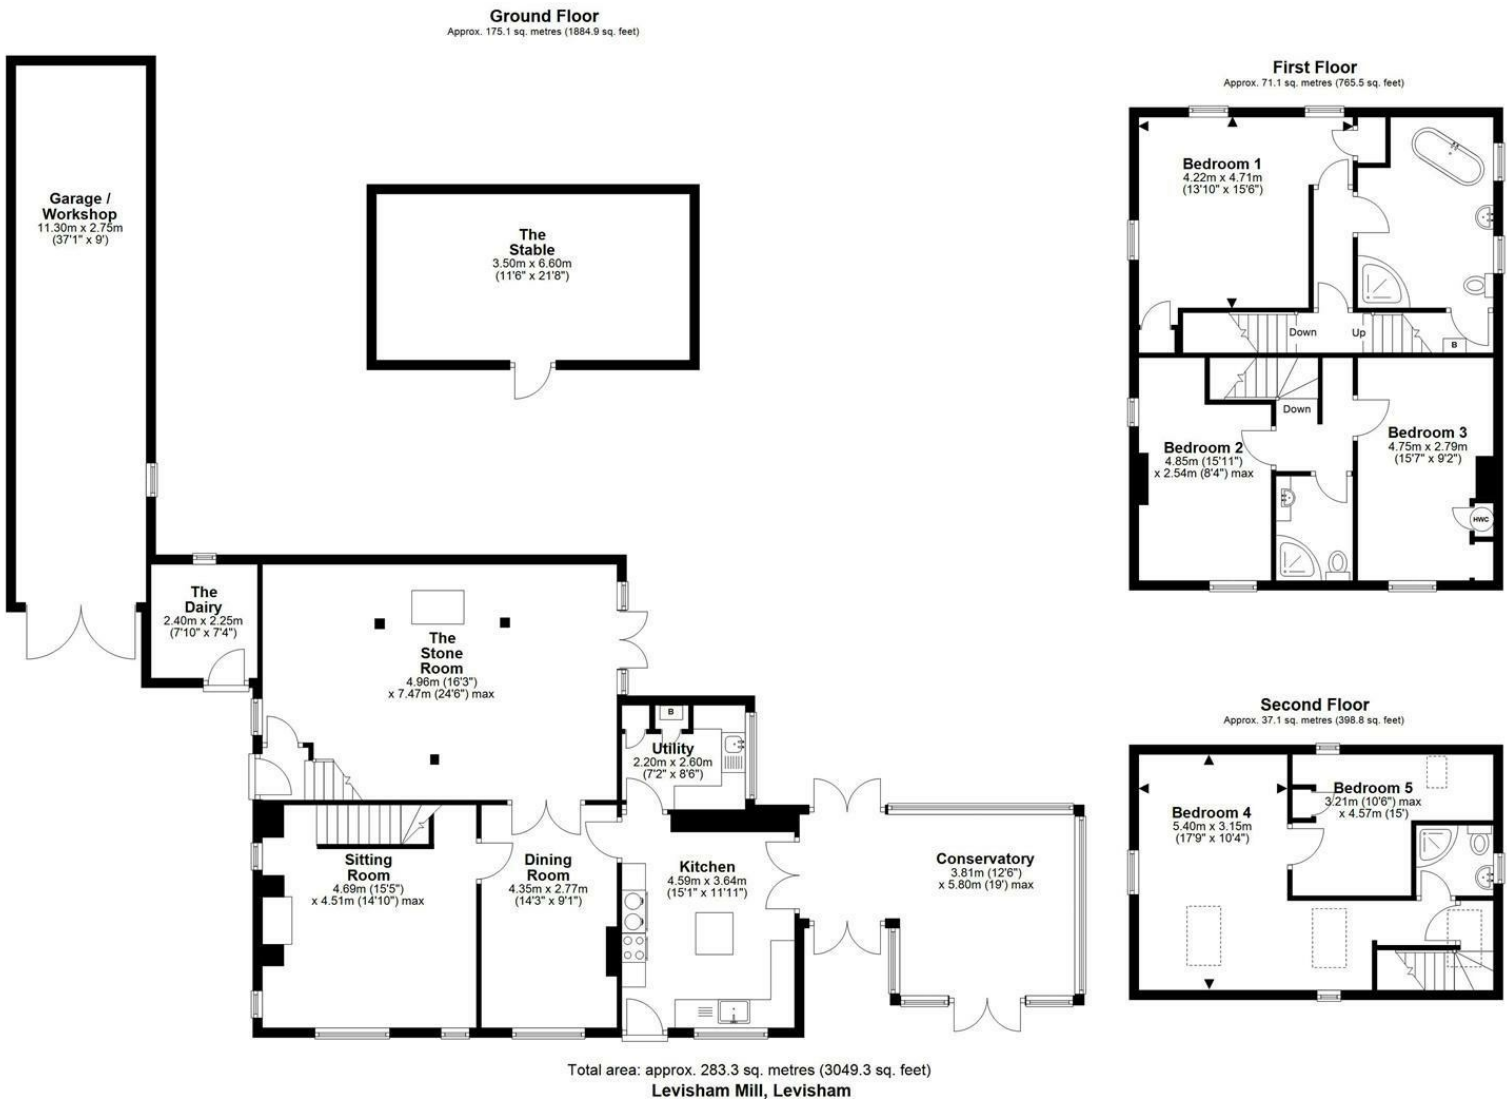 Ground Floor
Approx. 175.1 sq. metres (1884.9 sq. feet)
Garage /
Workshop
11.30m x 2.75m
(37'1" x 9')
The
Stable
3.50m x 6.60m
(11'6" x 21'8")
The
Dairy
2.40m x 2.25m
(7'10" x 7'4")
The
Stone
Room
4.96m (16'3")
x 7.47m (24'6") max
B
Utility
2.20m x 2.60m
(7'2" x 8'6")
Sitting
Room
4.69m (15'5")
x 4.51m (14'10") max
Dining
Room
4.35m x 2.77m
(14'3" x 9'1")
Kitchen
4.59m x 3.64m
(15'1" x 11'11")
Conservatory
3.81m (12'6")
x 5.80m (19') max
First Floor
Approx. 71.1 sq. metres (765.5 sq. feet)
Bedroom 1
4.22m x 4.71m
(13'10" x 15'6")
Down
Up
B
Down
Bedroom 2
4.85m (15'11")
x 2.54m (8'4") max
Bedroom 3
4.75m x 2.79m
(15'7" x 9'2")
HWC
Second Floor
Approx. 37.1 sq. metres (398.8 sq. feet)
Bedroom 4
5.40m x 3.15m
(17'9" x 10'4")
Bedroom 5
3.21m (10'6") max
x 4.57m (15')
Total area: approx. 283.3 sq. metres (3049.3 sq. feet)
Levisham Mill, Levisham